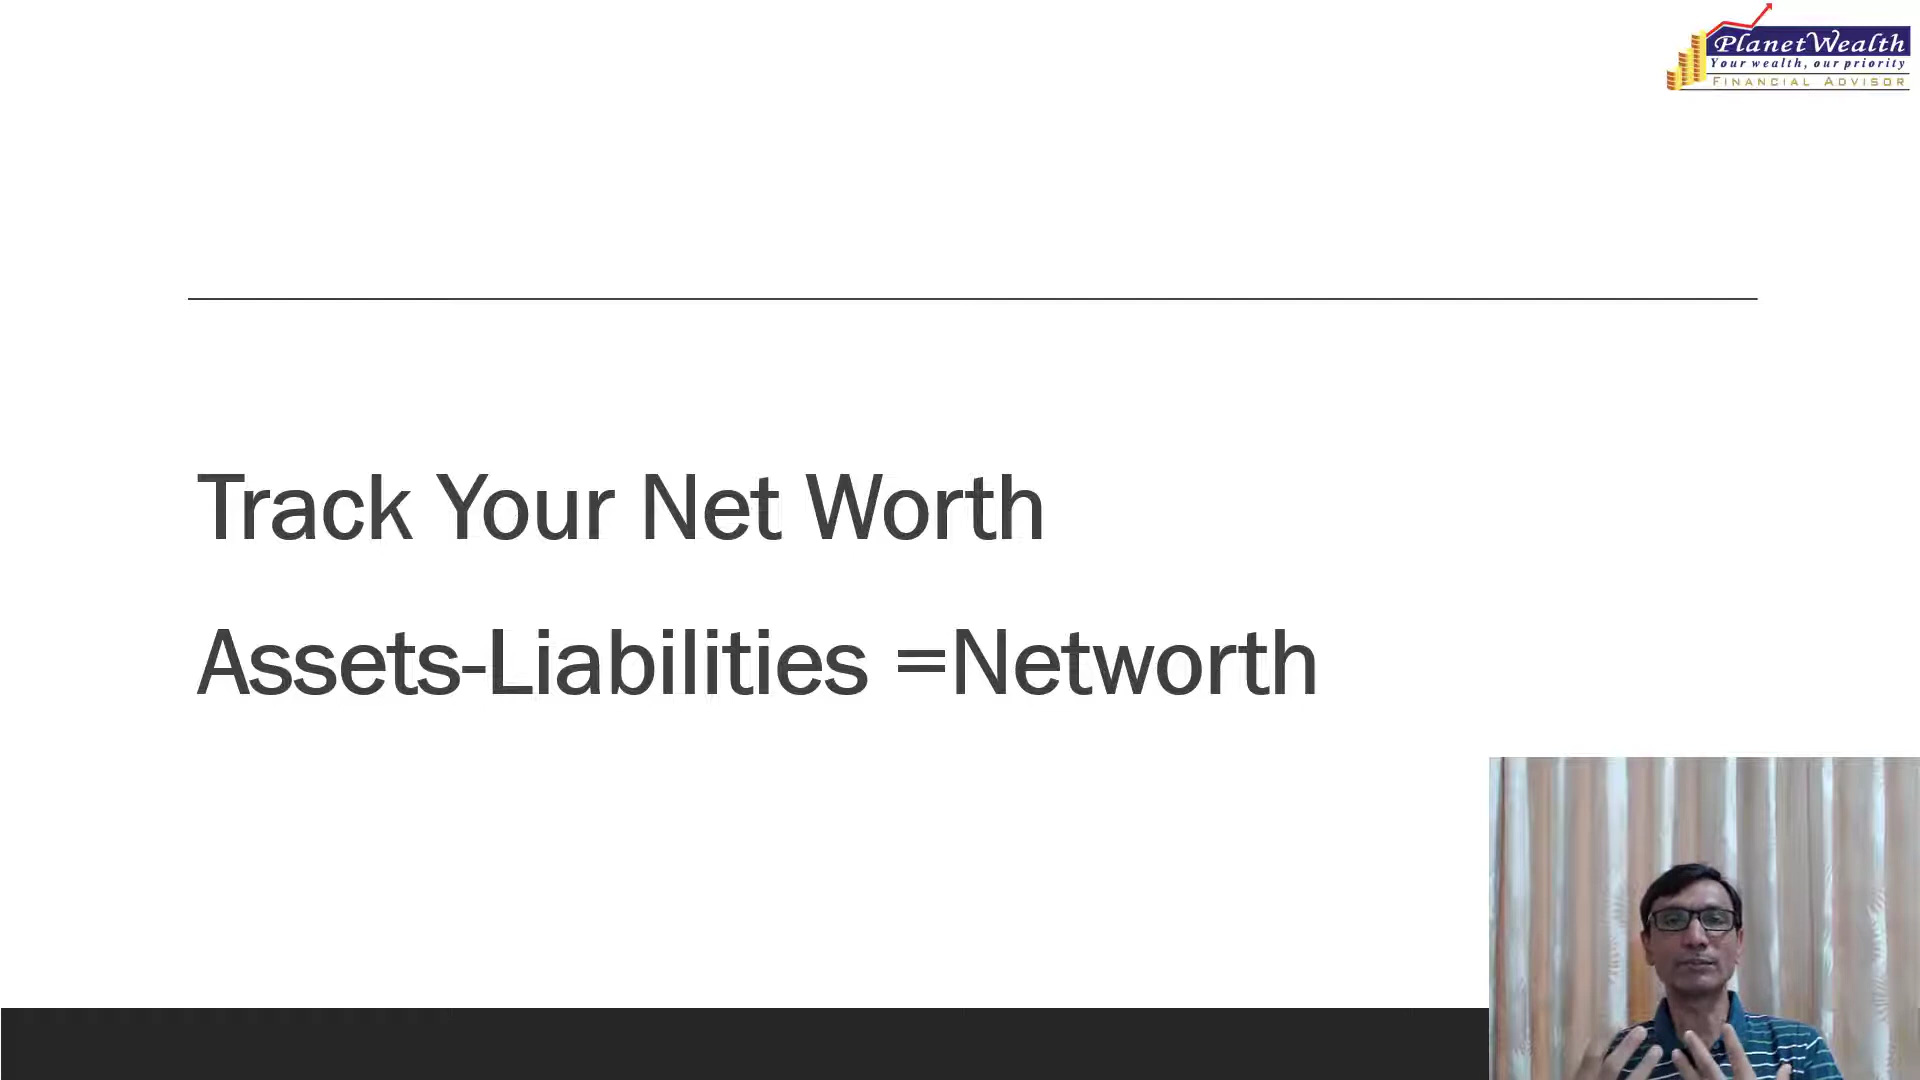 PlanetWealth
Your wealth, our priority
Financial Advisor
Track Your Net Worth
Assets-Liabilities =Networth